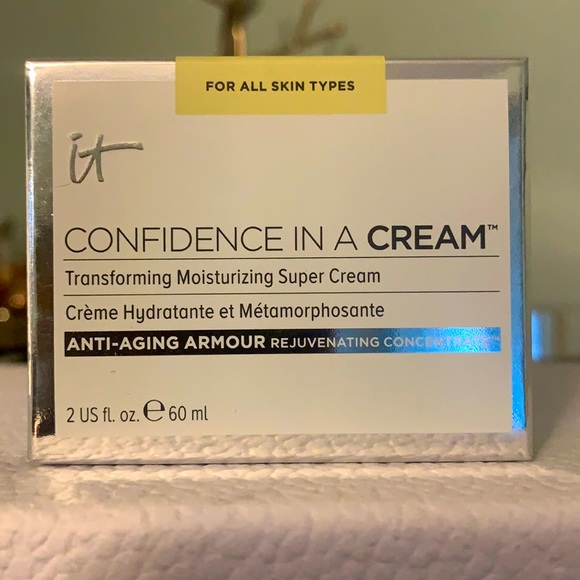 FOR ALL SKIN TYPES
it
CONFIDENCE IN A CREAM™
Transforming Moisturizing Super Cream
Crème Hydratante et Métamorphosante
ANTI-AGING ARMOUR REJUVENATING CONCENTRATE™
2 US fl. oz. ℮ 60 ml